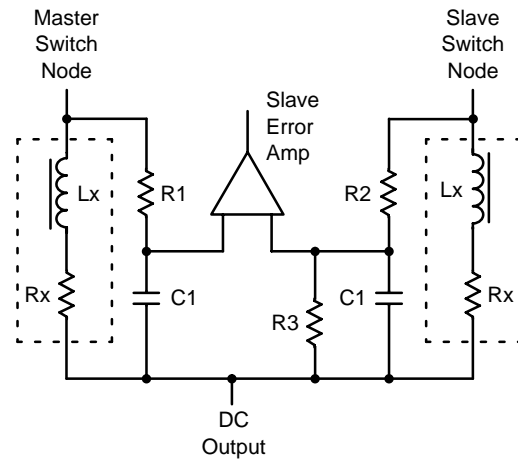 Master
Switch
Node
Slave
Switch
Node
Slave
Error
Amp
Lx
R1
R2
Lx
Rx
C1
R3
C1
Rx
DC
Output